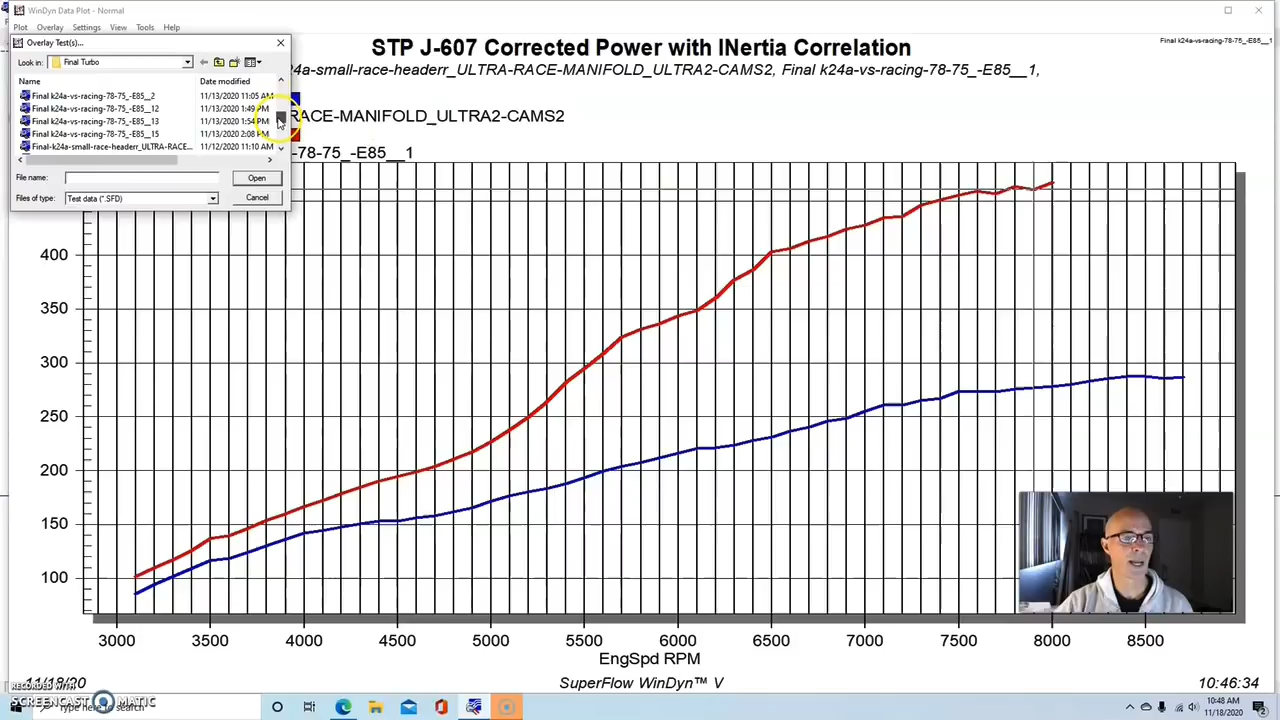 WinDyn Data Plot - Normal
Plot Overlay Settings View Tools Help
Overlay Test(s)...
Look in: Final Turbo
Name Date modified
Final k24a-vs-racing-78-75_-E85__2 11/13/2020 11:05 AM
Final k24a-vs-racing-78-75_-E85__12 11/13/2020 1:49 PM
Final k24a-vs-racing-78-75_-E85__13 11/13/2020 1:54 PM
Final k24a-vs-racing-78-75_-E85__15 11/13/2020 2:08 PM
Final-k24a-small-race-headerr_ULTRA-RACE... 11/12/2020 11:10 AM
File name: Open
Files of type: Test data (*.SFD) Cancel
STP J-607 Corrected Power with INertia Correlation
Final k24a-vs-racing-78-75_-E85__1
24a-small-race-headerr_ULTRA-RACE-MANIFOLD_ULTRA2-CAMS2, Final k24a-vs-racing-78-75_-E85__1,
RACE-MANIFOLD_ULTRA2-CAMS2
-78-75_-E85__1
400
350
300
250
200
150
100
3000 3500 4000 4500 5000 5500 6000 6500 7000 7500 8000 8500
EngSpd RPM
11/18/20 SuperFlow WinDyn™ V 10:46:34
RECORDED WITH
SCREENCAST MATIC
Type here to search
10:48 AM
11/18/2020
2